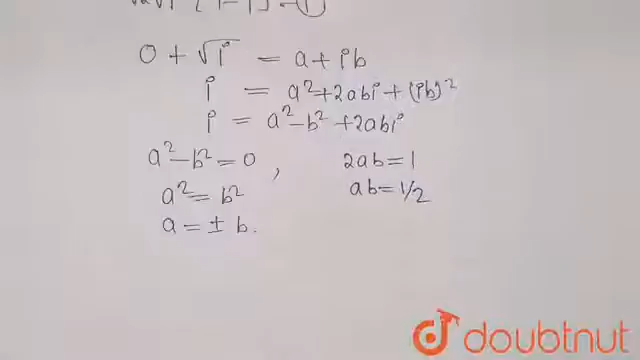 0 + √i = a + ib
i = a² + 2abi + (ib)²
i = a² - b² + 2abi
a² - b² = 0 , 2ab = 1
a² = b² ab = 1/2
a = ± b.
doubtnut